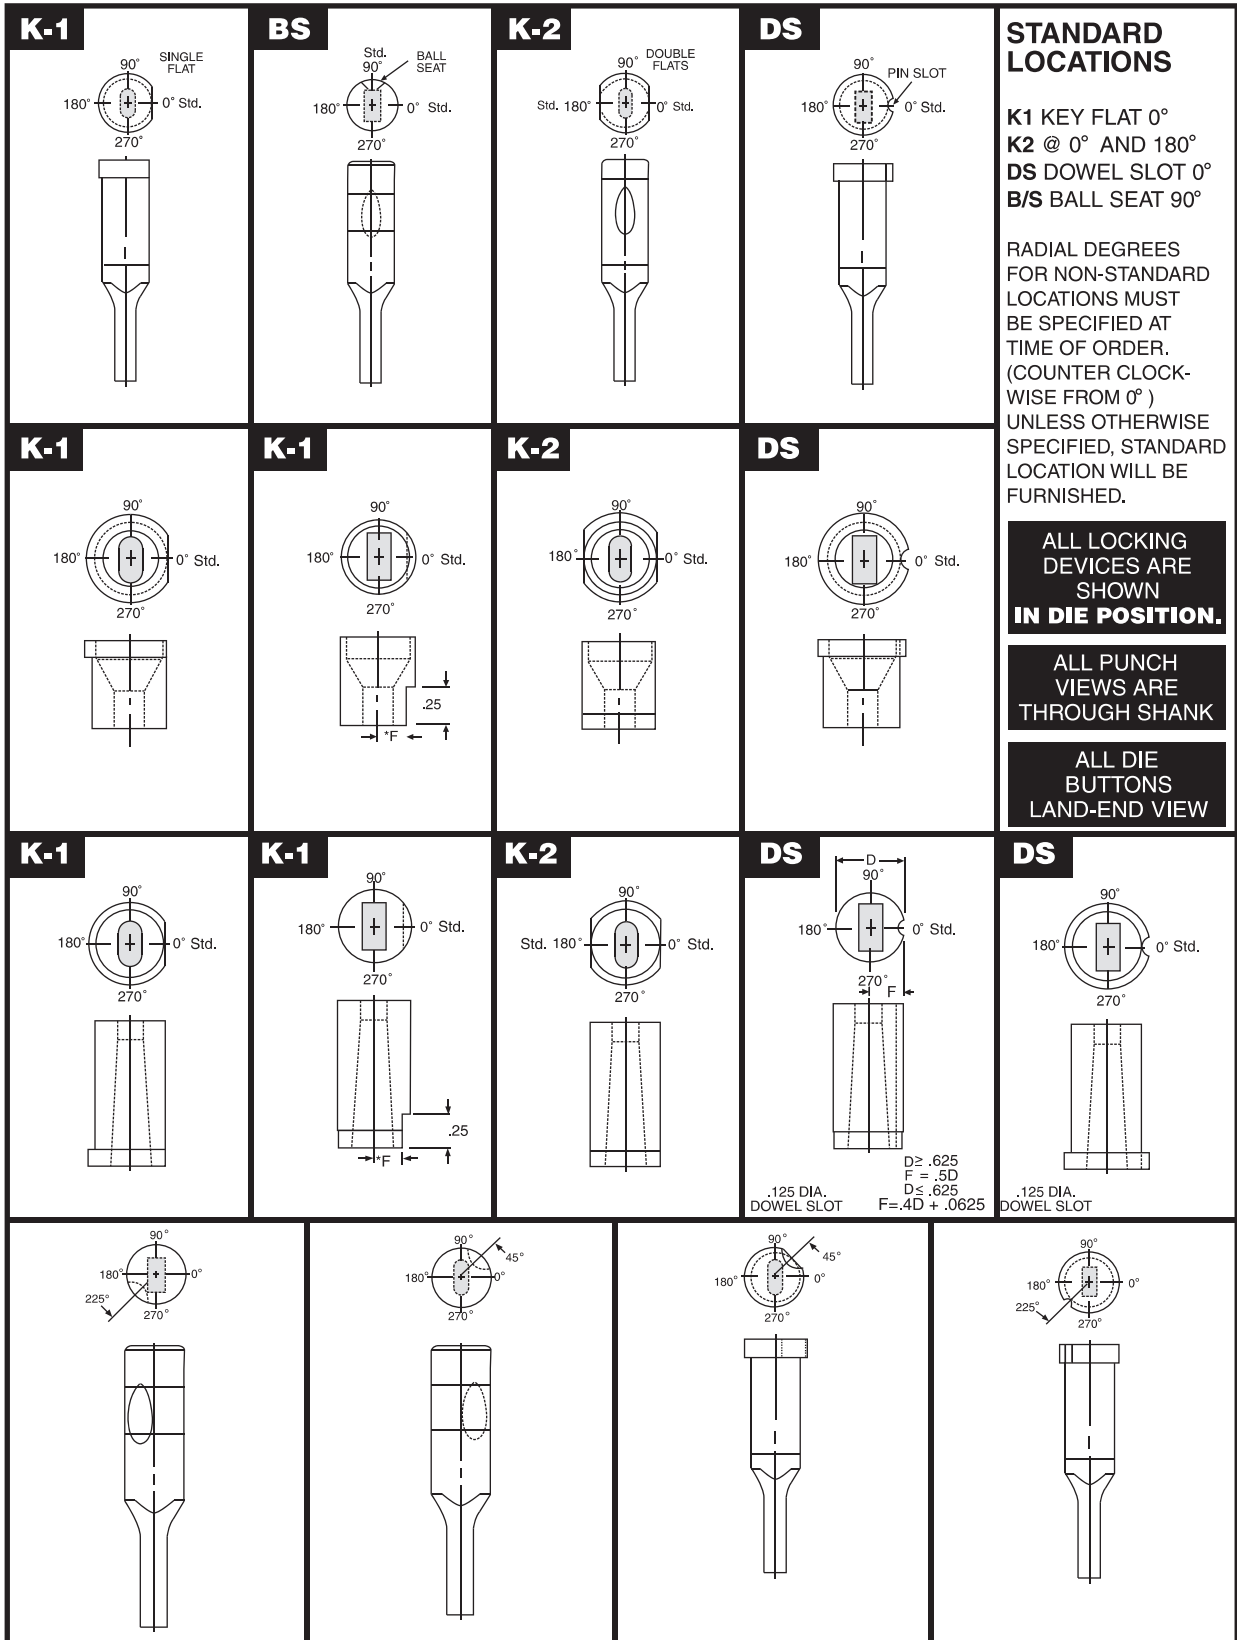 K-1
SINGLE
FLAT
90°
180°
0° Std.
270°
BS
Std.
90°
BALL
SEAT
180°
0° Std.
270°
K-2
DOUBLE
FLATS
90°
Std. 180°
0° Std.
270°
DS
90°
PIN SLOT
180°
0° Std.
270°
STANDARD
LOCATIONS
K1 KEY FLAT 0°
K2 @ 0° AND 180°
DS DOWEL SLOT 0°
B/S BALL SEAT 90°
RADIAL DEGREES
FOR NON-STANDARD
LOCATIONS MUST
BE SPECIFIED AT
TIME OF ORDER.
(COUNTER CLOCK-
WISE FROM 0° )
UNLESS OTHERWISE
SPECIFIED, STANDARD
LOCATION WILL BE
FURNISHED.
ALL LOCKING
DEVICES ARE
SHOWN
IN DIE POSITION.
ALL PUNCH
VIEWS ARE
THROUGH SHANK
ALL DIE
BUTTONS
LAND-END VIEW
K-1
90°
180°
0° Std.
270°
K-1
90°
180°
0° Std.
270°
.25
*F
K-2
90°
180°
0° Std.
270°
DS
90°
180°
0° Std.
270°
K-1
90°
180°
0° Std.
270°
K-1
90°
180°
0° Std.
270°
.25
*F
K-2
90°
Std. 180°
0° Std.
270°
DS
D
90°
180°
0° Std.
270°
F
D≥ .625
F = .5D
D≤ .625
F=.4D + .0625
.125 DIA.
DOWEL SLOT
DS
90°
180°
0° Std.
270°
.125 DIA.
DOWEL SLOT
90°
180°
0°
225°
270°
90°
45°
180°
0°
270°
90°
45°
180°
0°
270°
90°
180°
0°
225°
270°